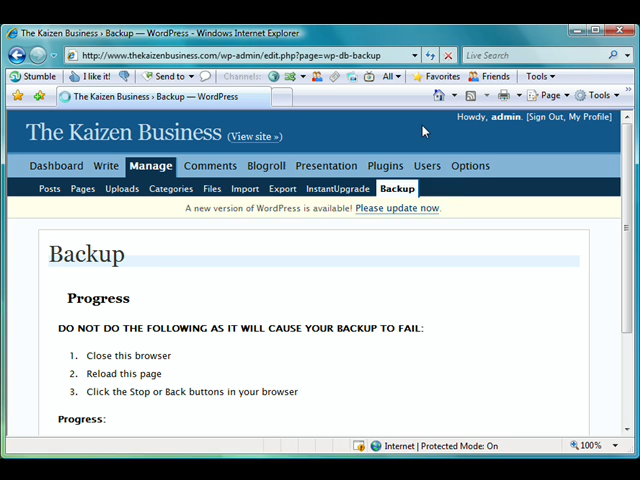 The Kaizen Business › Backup — WordPress - Windows Internet Explorer
http://www.thekaizenbusiness.com/wp-admin/edit.php?page=wp-db-backup
Live Search
Stumble I like it! Send to Channels: All Favorites Friends Tools
The Kaizen Business › Backup — WordPress
Page Tools
Howdy, admin. [Sign Out, My Profile]
The Kaizen Business (View site »)
Dashboard Write Manage Comments Blogroll Presentation Plugins Users Options
Posts Pages Uploads Categories Files Import Export InstantUpgrade Backup
A new version of WordPress is available! Please update now.
Backup
Progress
DO NOT DO THE FOLLOWING AS IT WILL CAUSE YOUR BACKUP TO FAIL:
1. Close this browser
2. Reload this page
3. Click the Stop or Back buttons in your browser
Progress:
Internet | Protected Mode: On
100%